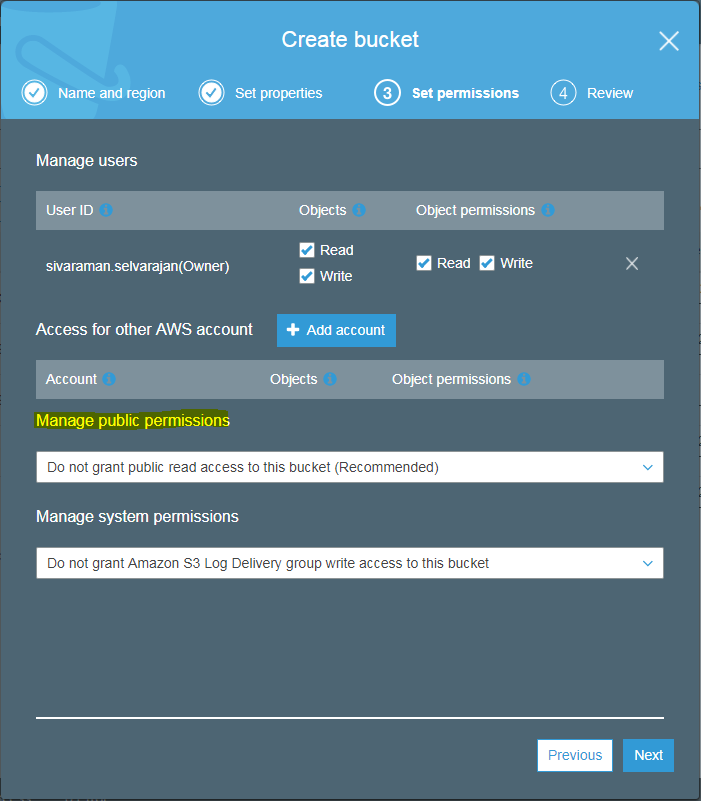 Create bucket
Name and region
Set properties
3 Set permissions
4 Review
Manage users
User ID Objects Object permissions
sivaraman.selvarajan(Owner)
Read
Write
Read Write
Access for other AWS account
Add account
Account Objects Object permissions
Manage public permissions
Do not grant public read access to this bucket (Recommended)
Manage system permissions
Do not grant Amazon S3 Log Delivery group write access to this bucket
Previous Next